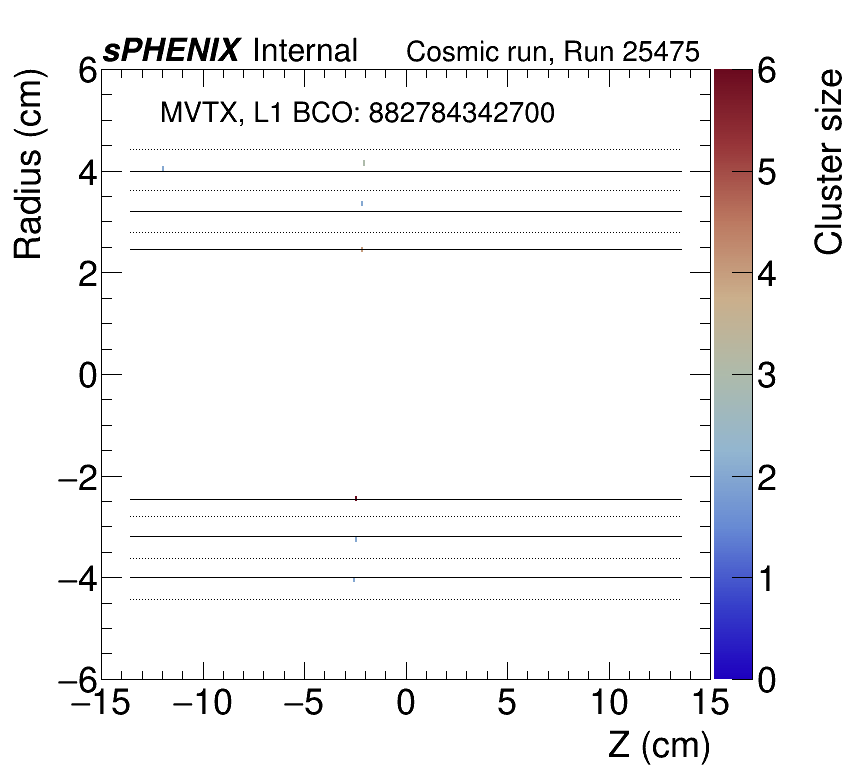 sPHENIX Internal Cosmic run, Run 25475
MVTX, L1 BCO: 882784342700
Radius (cm)
6
4
2
0
−2
−4
−6
−15 −10 −5 0 5 10 15
Z (cm)
6
5
4
3
2
1
0
Cluster size